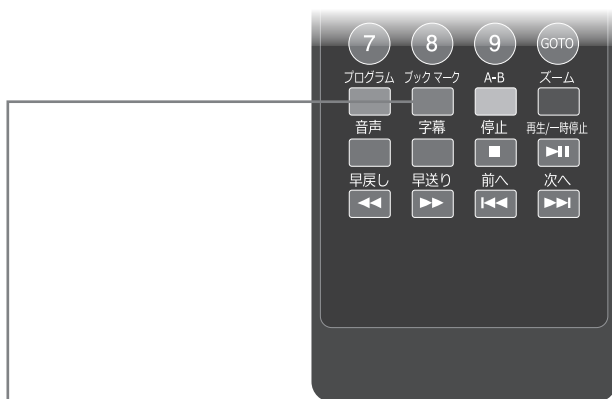 7 8 9 GOTO
プログラム ブックマーク A-B ズーム
音声 字幕 停止 再生/一時停止
早戻し 早送り 前へ 次へ